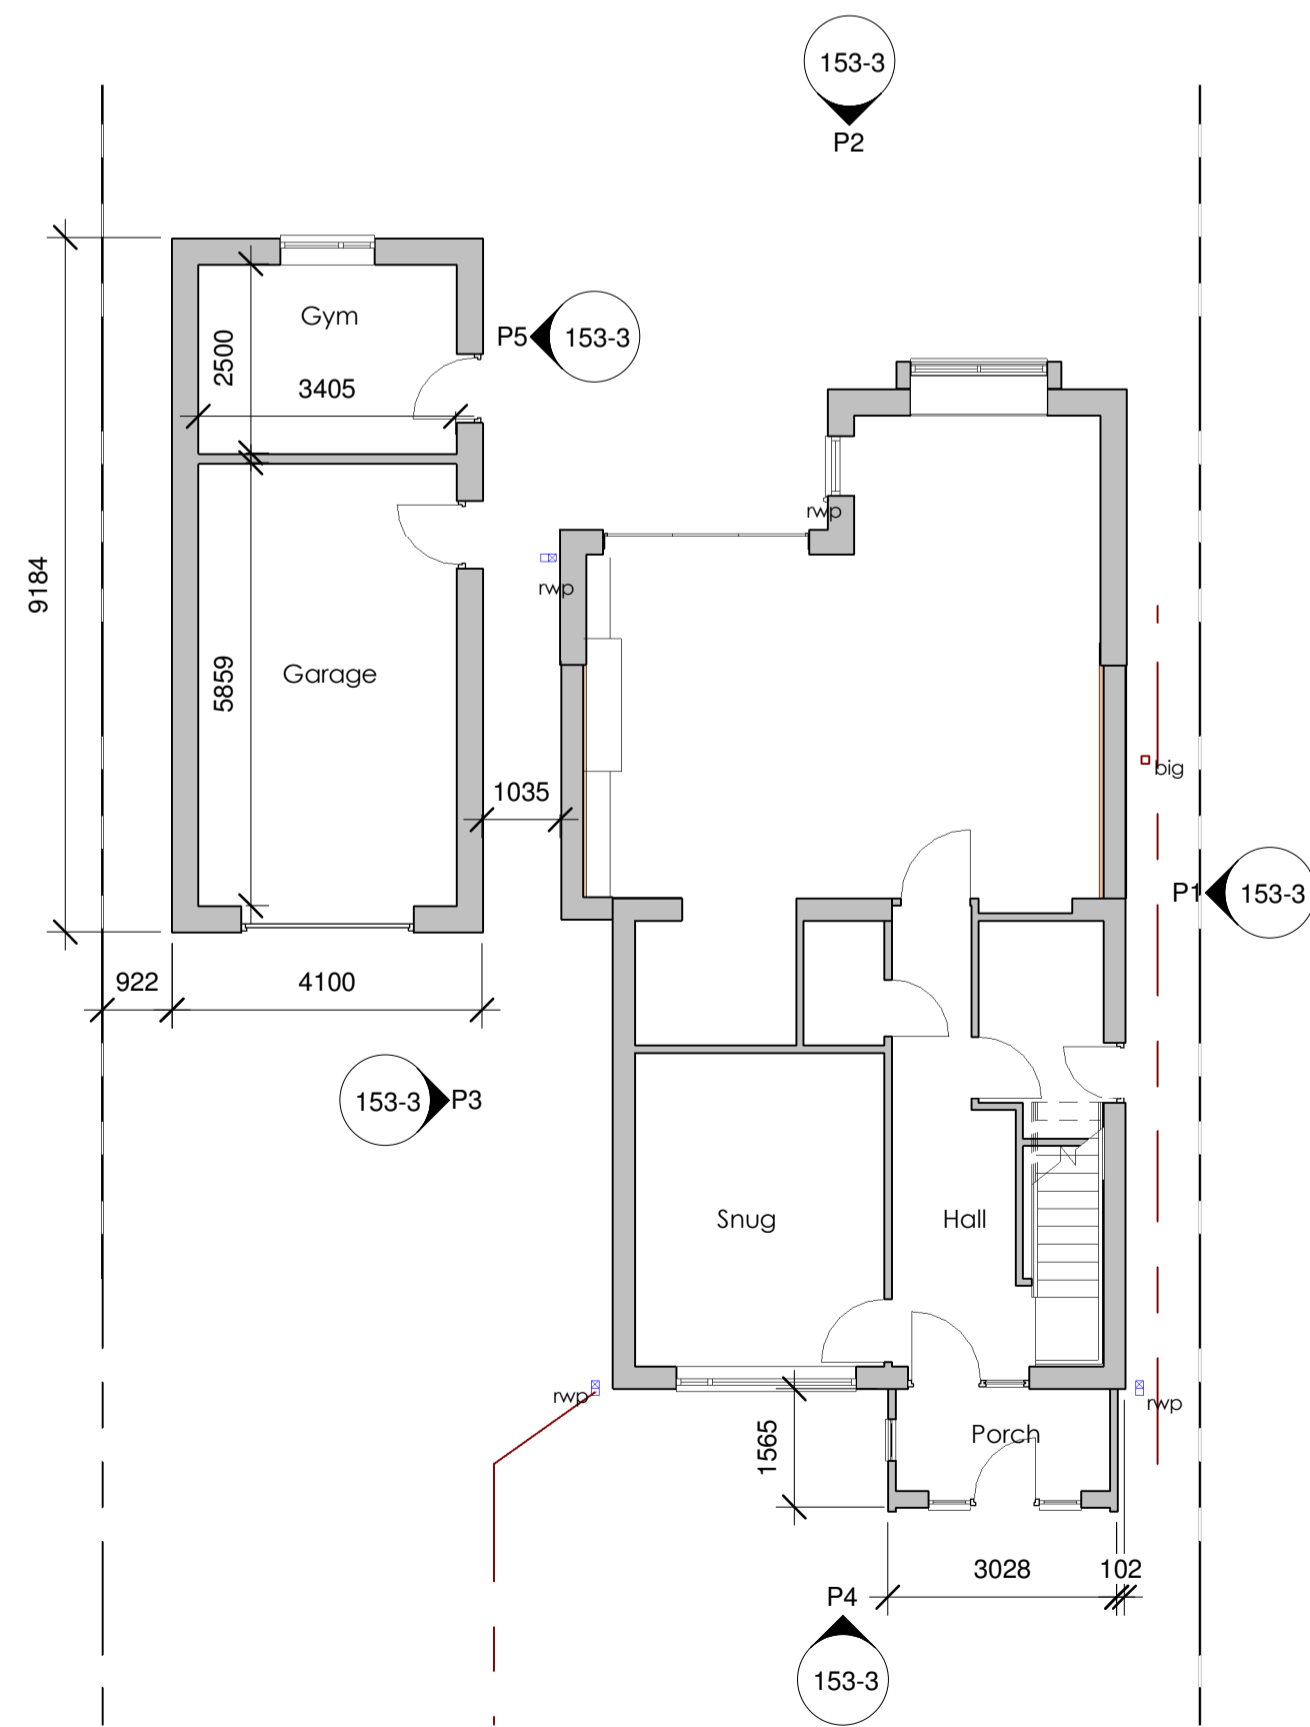 153-3
P2
Gym
2500
3405
P5
153-3
rwp
rwp
9184
Garage
5859
1035
big
P1
153-3
922
4100
153-3
P3
Snug
Hall
rwp
rwp
Porch
1565
3028
102
P4
153-3